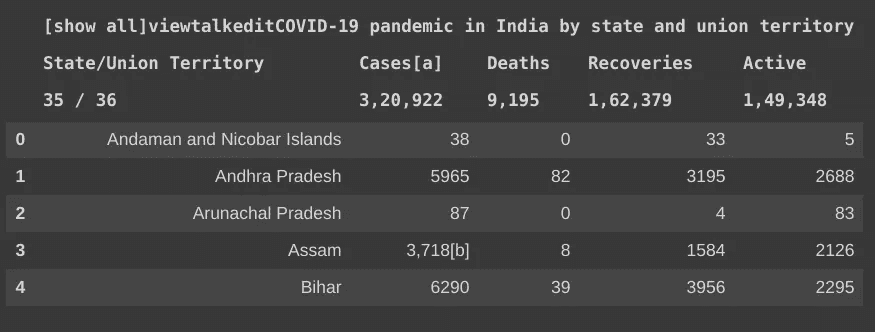 [show all]viewtalkeditCOVID-19 pandemic in India by state and union territory
State/Union Territory Cases[a] Deaths Recoveries Active
35 / 36 3,20,922 9,195 1,62,379 1,49,348
0 Andaman and Nicobar Islands 38 0 33 5
1 Andhra Pradesh 5965 82 3195 2688
2 Arunachal Pradesh 87 0 4 83
3 Assam 3,718[b] 8 1584 2126
4 Bihar 6290 39 3956 2295